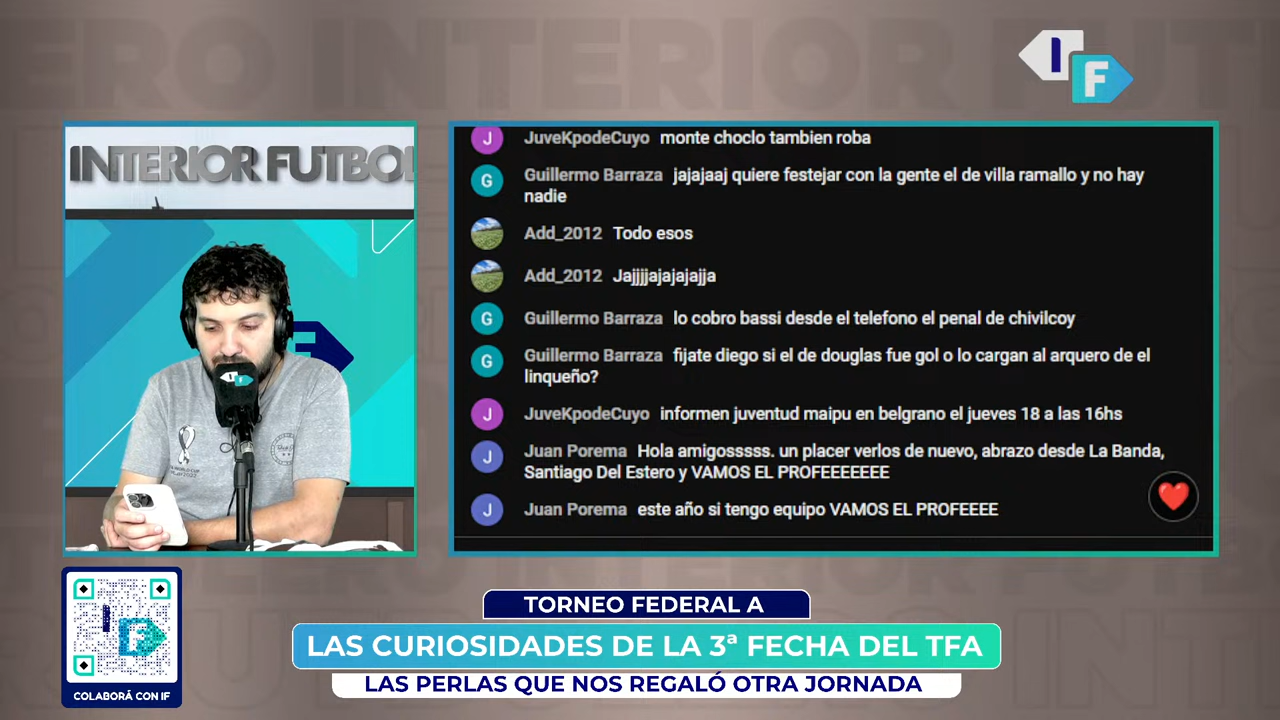 IF
INTERIOR FUTBOL
F
IF
JuveKpodeCuyo monte choclo tambien roba
Guillermo Barraza jajajaaj quiere festejar con la gente el de villa ramallo y no hay
nadie
Add_2012 Todo esos
Add_2012 Jajjjjajajajajja
Guillermo Barraza lo cobro bassi desde el telefono el penal de chivilcoy
Guillermo Barraza fijate diego si el de douglas fue gol o lo cargan al arquero de el
linqueño?
JuveKpodeCuyo informen juventud maipu en belgrano el jueves 18 a las 16hs
Juan Porema Hola amigosssss. un placer verlos de nuevo, abrazo desde La Banda,
Santiago Del Estero y VAMOS EL PROFEEEEEEE
Juan Porema este año si tengo equipo VAMOS EL PROFEEEE
TORNEO FEDERAL A
LAS CURIOSIDADES DE LA 3ª FECHA DEL TFA
LAS PERLAS QUE NOS REGALÓ OTRA JORNADA
COLABORÁ CON IF